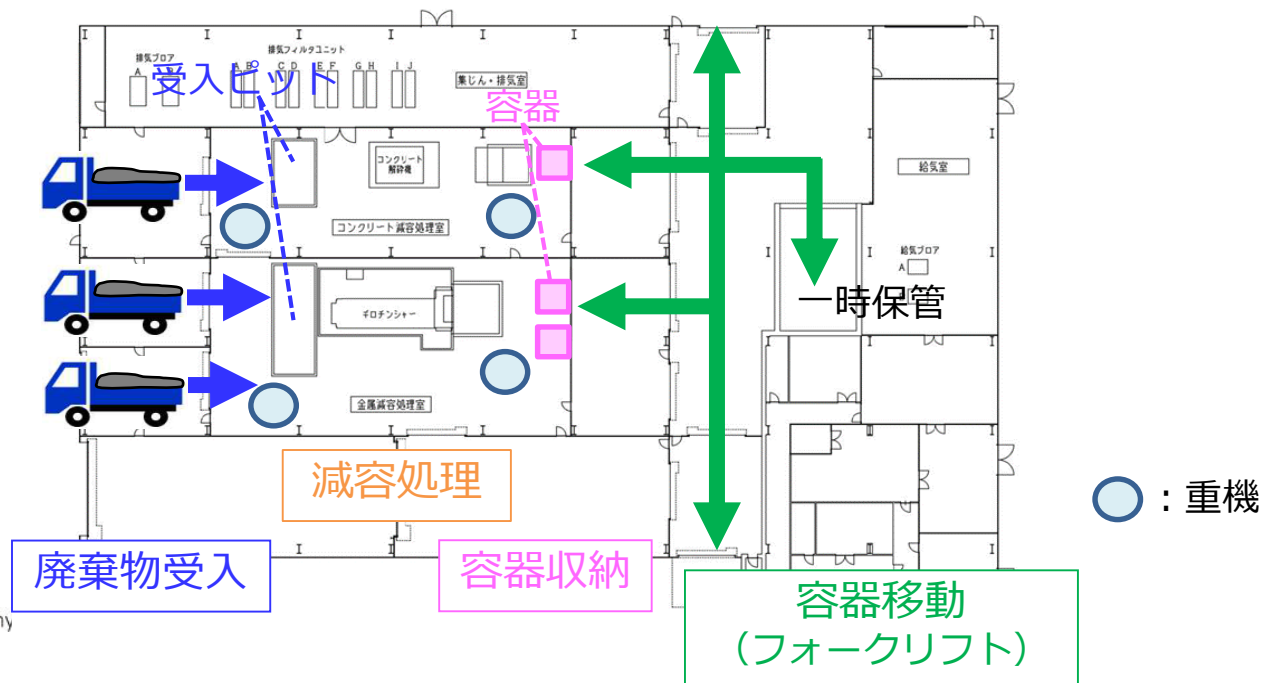 排気フィルタユニット
排気ブロア
A
A B C D E F G H I J
受入ピット
集じん・排気室
容器
コンクリート
解砕機
給気室
コンクリート減容処理室
給気ブロア
A
一時保管
ギロチンシャー
金属減容処理室
減容処理
:重機
廃棄物受入
容器収納
容器移動
(フォークリフト)
ny